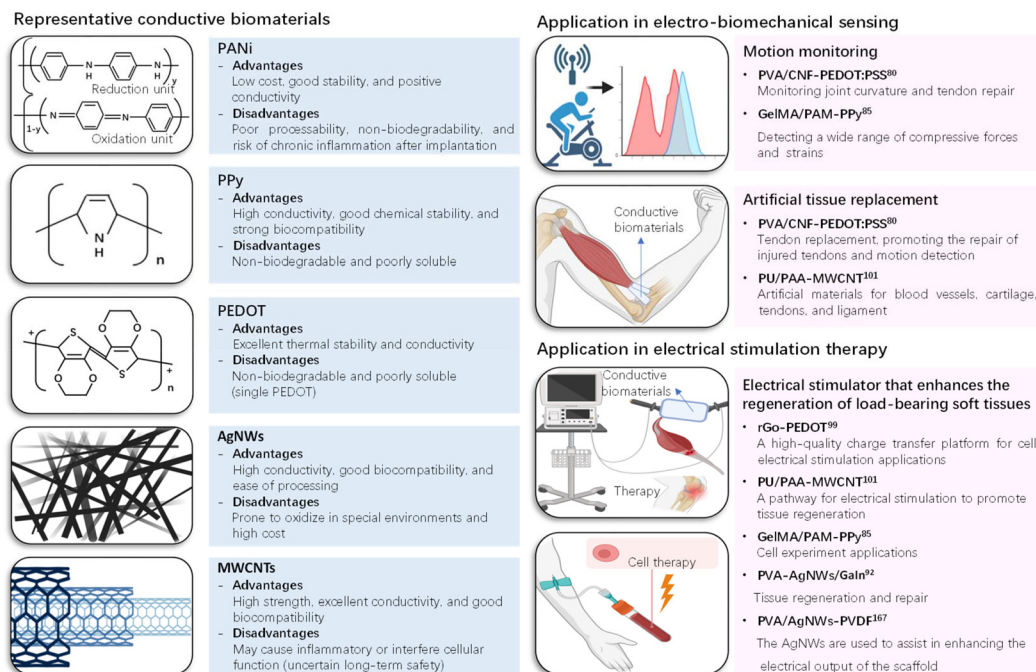 Representative conductive biomaterials
N
H
N
H
y
Reduction unit
N
N
1-y
Oxidation unit
PANi
- Advantages
Low cost, good stability, and positive
conductivity
- Disadvantages
Poor processability, non-biodegradability, and
risk of chronic inflammation after implantation
N
H
n
PPy
- Advantages
High conductivity, good chemical stability, and
strong biocompatibility
- Disadvantages
Non-biodegradable and poorly soluble
+
S
O
O
O
O
S
+
n
PEDOT
- Advantages
Excellent thermal stability and conductivity
- Disadvantages
Non-biodegradable and poorly soluble
(single PEDOT)
AgNWs
- Advantages
High conductivity, good biocompatibility, and
ease of processing
- Disadvantages
Prone to oxidize in special environments and
high cost
MWCNTs
- Advantages
High strength, excellent conductivity, and good
biocompatibility
- Disadvantages
May cause inflammatory or interfere cellular
function (uncertain long-term safety)
Application in electro-biomechanical sensing
Motion monitoring
• PVA/CNF-PEDOT:PSS80
Monitoring joint curvature and tendon repair
• GelMA/PAM-PPy85
Detecting a wide range of compressive forces
and strains
Conductive
biomaterials
Artificial tissue replacement
• PVA/CNF-PEDOT:PSS80
Tendon replacement, promoting the repair of
injured tendons and motion detection
• PU/PAA-MWCNT101
Artificial materials for blood vessels, cartilage,
tendons, and ligament
Application in electrical stimulation therapy
Conductive
biomaterials
Therapy
Cell therapy
Electrical stimulator that enhances the
regeneration of load-bearing soft tissues
• rGo-PEDOT99
A high-quality charge transfer platform for cell
electrical stimulation applications
• PU/PAA-MWCNT101
A pathway for electrical stimulation to promote
tissue regeneration
• GelMA/PAM-PPy85
Cell experiment applications
• PVA-AgNWs/GaIn92
Tissue regeneration and repair
• PVA/AgNWs-PVDF167
The AgNWs are used to assist in enhancing the
electrical output of the scaffold